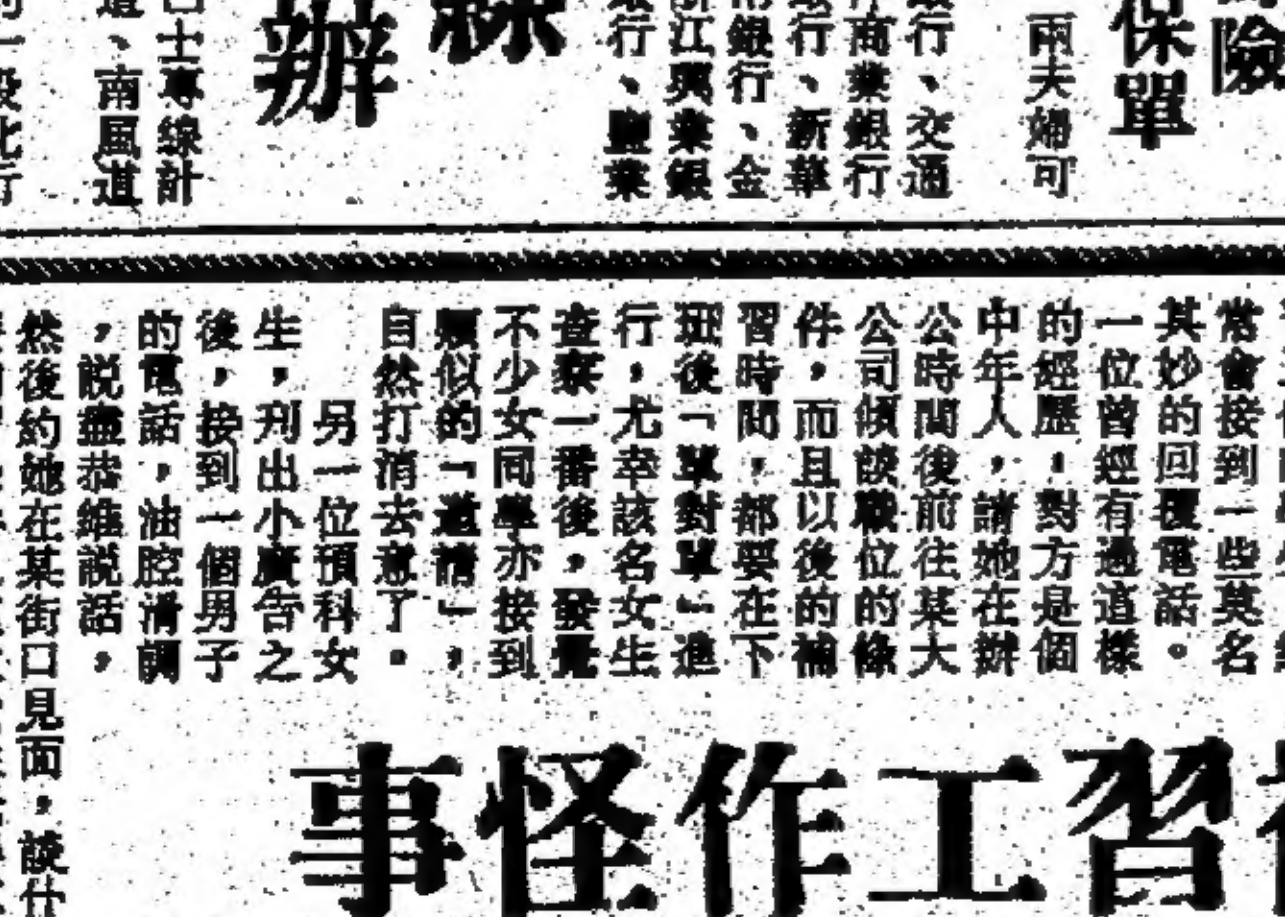 險
保單
兩夫婦可
銀行、交通
商業銀行
銀行、新華
銀行、金
浙江興業銀
行、鹽業
線
辦
巴士專線計
道、南風道
常會接到一些莫名
其妙的回覆電話。
一位曾經有過這樣
的經歷，對方是個
中年人，請她在辦
公時間後前往某大
公司傾談職位的條
件，而且以後的補
習時間，都要在下
班後「單對單」進
行，尤幸該名女生
查察一番後，發覺
不少女同學亦接到
類似的「邀請」，
自然打消去意了。
另一位預科女
生，刋出小廣告之
後，接到一個男子
的電話，油腔滑調
，説盡恭維説話，
然後約她在某街口見面，談什
習工作怪事